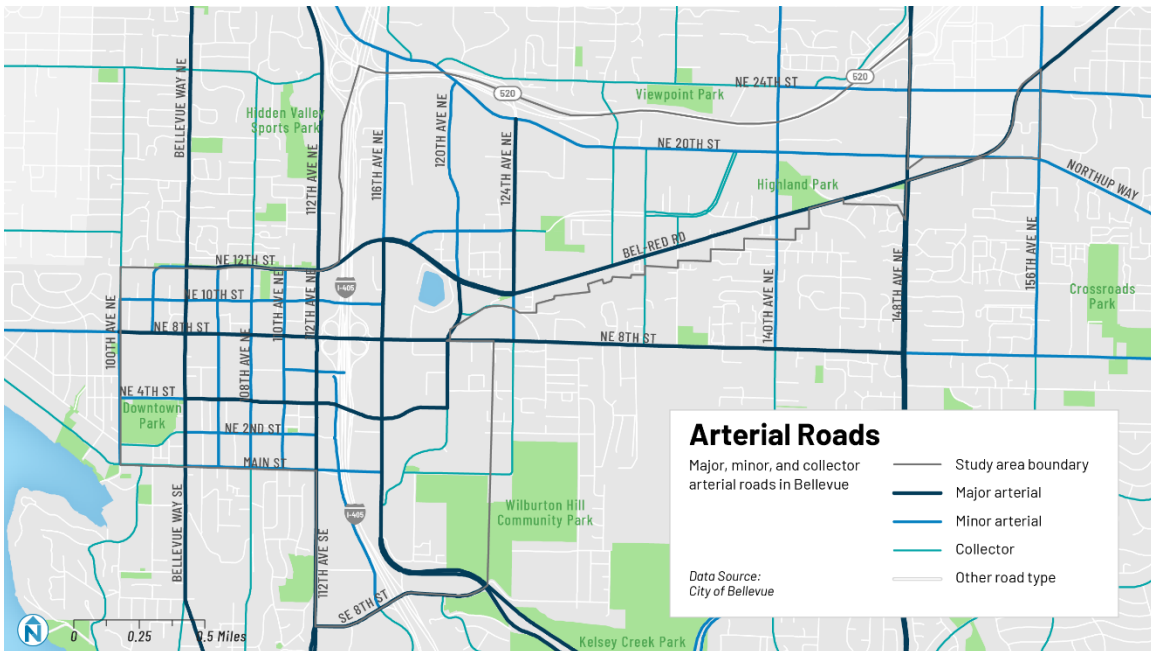 BELLEVUE WAY NE
112TH AVE NE
116TH AVE NE
120TH AVE NE
124TH AVE NE
520
520
NE 24TH ST
Viewpoint Park
Hidden Valley
Sports Park
NE 20TH ST
NORTHUP WAY
Highland Park
BEL-RED RD
NE 12TH ST
I-405
NE 10TH ST
100TH AVE NE
NE 8TH ST
NE 8TH ST
108TH AVE NE
110TH AVE NE
112TH AVE NE
140TH AVE NE
148TH AVE NE
156TH AVE NE
Crossroads
Park
NE 4TH ST
Downtown
Park
NE 2ND ST
MAIN ST
BELLEVUE WAY SE
112TH AVE SE
I-405
SE 8TH ST
Wilburton Hill
Community Park
Kelsey Creek Park
Arterial Roads
Major, minor, and collector
arterial roads in Bellevue
Study area boundary
Major arterial
Minor arterial
Collector
Other road type
Data Source:
City of Bellevue
N
0 0.25 0.5 Miles